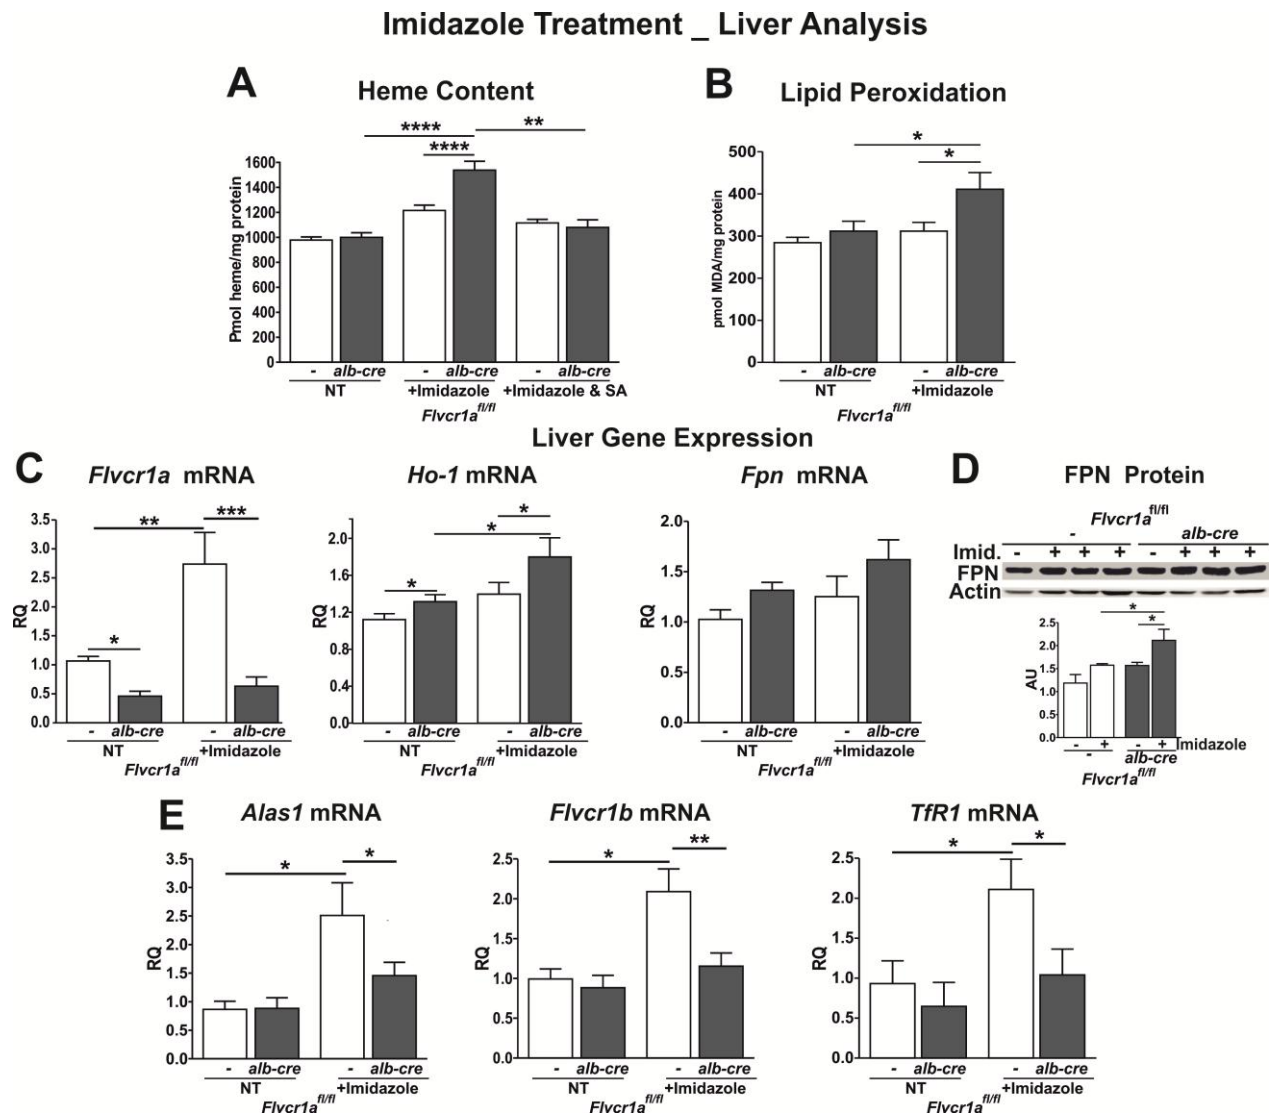 Imidazole Treatment _ Liver Analysis
A
Heme Content
****
**
****
Pmol heme/mg protein
1600
1400
1200
1000
800
600
400
200
0
- alb-cre - alb-cre - alb-cre
NT +Imidazole +Imidazole & SA
Flvcr1a fl/fl
B
Lipid Peroxidation
*
*
pmol MDA/mg protein
500
400
300
200
100
0
- alb-cre - alb-cre
NT +Imidazole
Flvcr1a fl/fl
Liver Gene Expression
C
Flvcr1a mRNA
**
***
*
RQ
3.5
3.0
2.5
2.0
1.5
1.0
0.5
0.0
- alb-cre - alb-cre
NT +Imidazole
Flvcr1a fl/fl
Ho-1 mRNA
*
*
*
RQ
2.0
1.6
1.2
0.8
0.4
0.0
- alb-cre - alb-cre
NT +Imidazole
Flvcr1a fl/fl
Fpn mRNA
RQ
2.0
1.5
1.0
0.5
0.0
- alb-cre - alb-cre
NT +Imidazole
Flvcr1a fl/fl
D
FPN Protein
Flvcr1a fl/fl
- alb-cre
Imid. - + + + - + + +
FPN
Actin
*
*
AU
2.5
2.0
1.5
1.0
0.5
0.0
- + - + Imidazole
- alb-cre
Flvcr1a fl/fl
E
Alas1 mRNA
*
*
RQ
3.5
3.0
2.5
2.0
1.5
1.0
0.5
0.0
- alb-cre - alb-cre
NT +Imidazole
Flvcr1a fl/fl
Flvcr1b mRNA
*
**
RQ
2.5
2.0
1.5
1.0
0.5
0.0
- alb-cre - alb-cre
NT +Imidazole
Flvcr1a fl/fl
TfR1 mRNA
*
*
RQ
2.5
2.0
1.5
1.0
0.5
0.0
- alb-cre - alb-cre
NT +Imidazole
Flvcr1a fl/fl